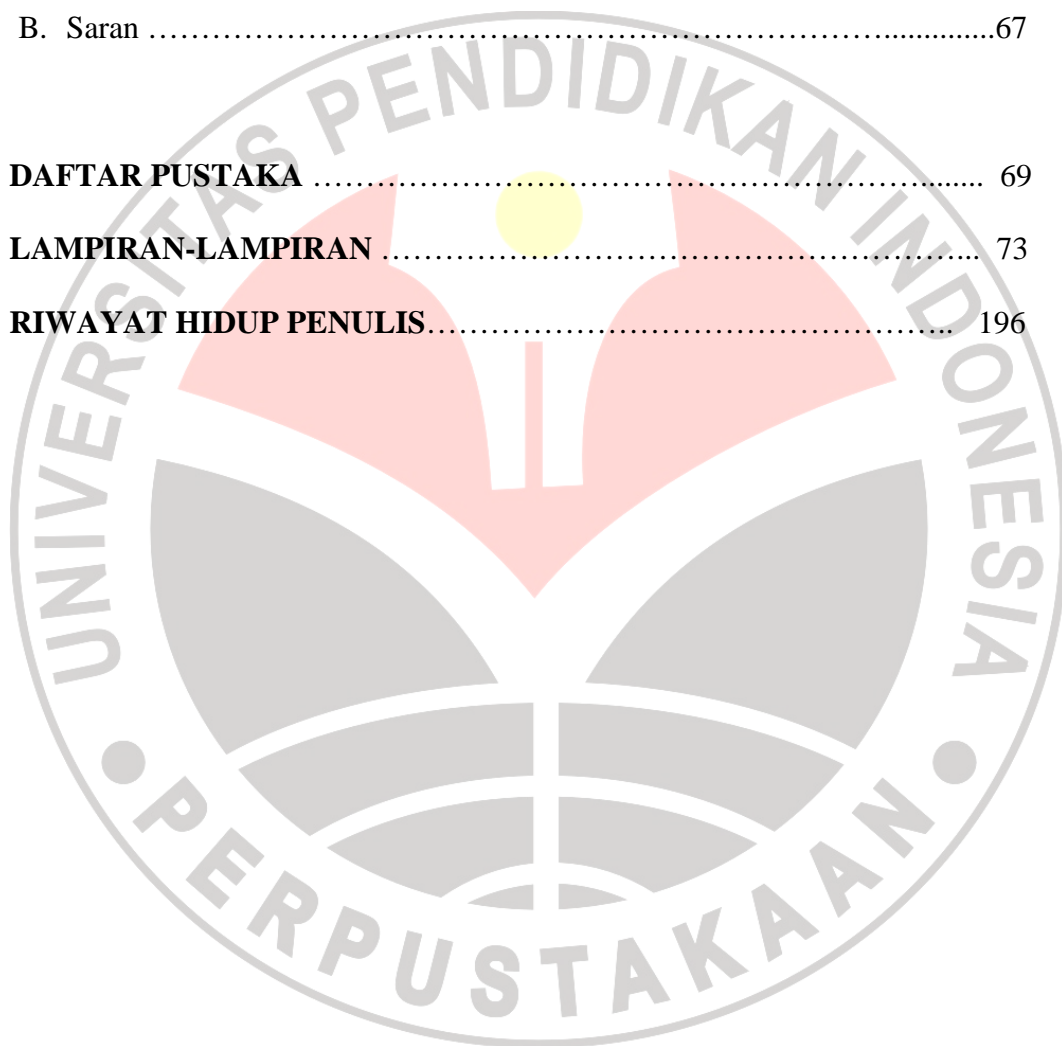 B. Saran ……………………………………………………………..............67
DAFTAR PUSTAKA …………………………………………………....... 69
LAMPIRAN-LAMPIRAN ……………………………………………….. 73
RIWAYAT HIDUP PENULIS…………………………………………. 196
UNIVERSITAS PENDIDIKAN INDONESIA
PERPUSTAKAAN